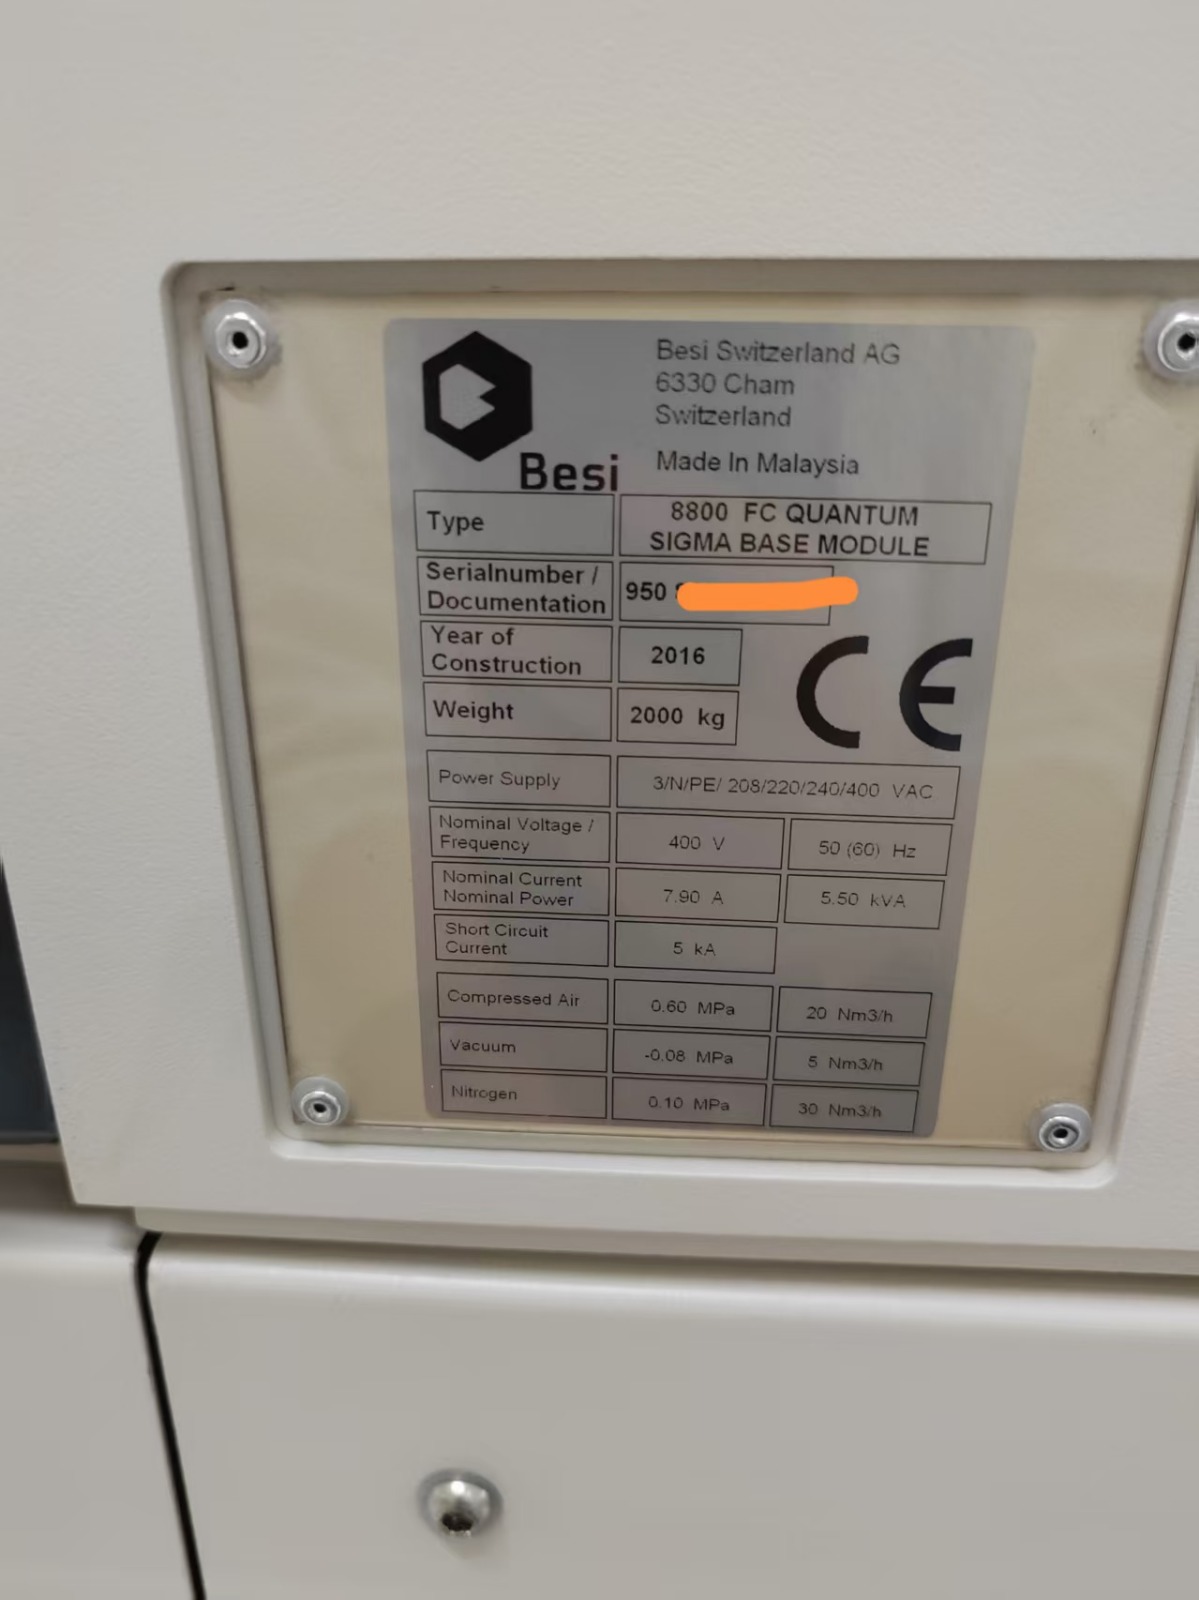 Besi Switzerland AG
6330 Cham
Switzerland
Made In Malaysia
Besi
Type
8800 FC QUANTUM
SIGMA BASE MODULE
Serialnumber /
Documentation
950
Year of
Construction
2016
CE
Weight
2000 kg
Power Supply
3/N/PE/ 208/220/240/400 VAC
Nominal Voltage /
Frequency
400 V
50 (60) Hz
Nominal Current
Nominal Power
7.90 A
5.50 kVA
Short Circuit
Current
5 kA
Compressed Air
0.60 MPa
20 Nm3/h
Vacuum
-0.08 MPa
5 Nm3/h
Nitrogen
0.10 MPa
30 Nm3/h